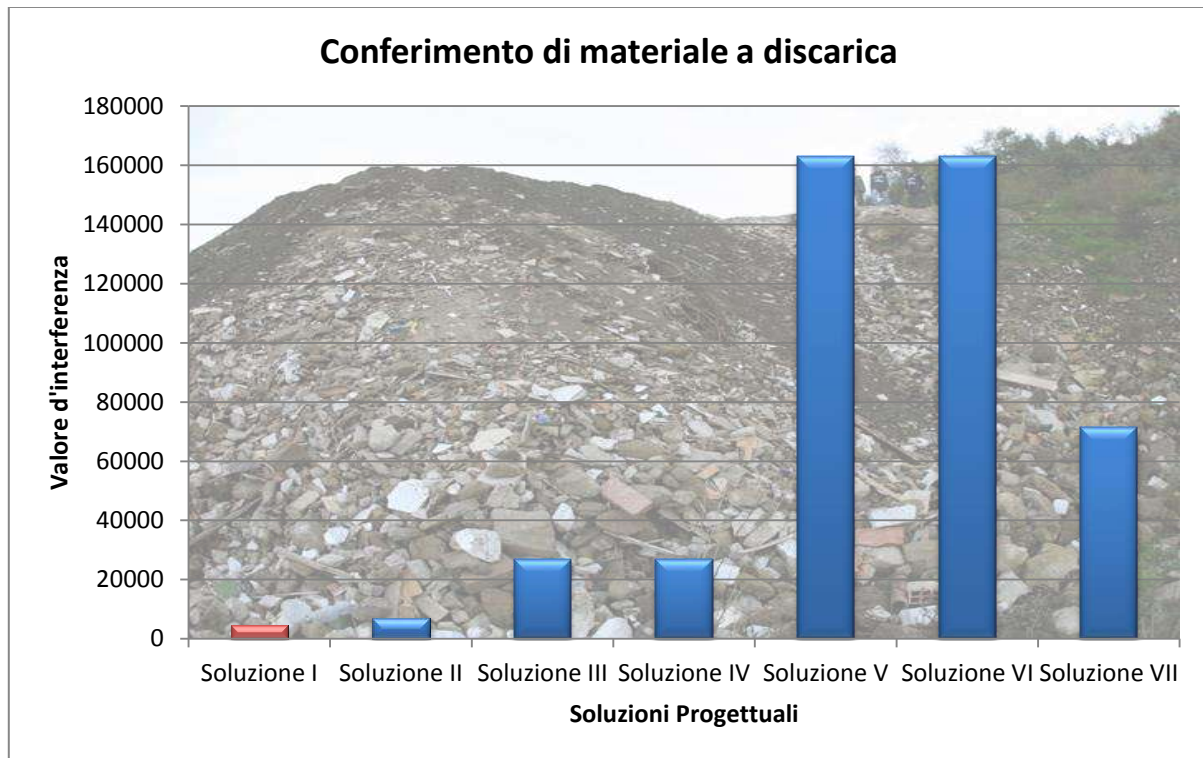 Conferimento di materiale a discarica
Valore d'interferenza
180000
160000
140000
120000
100000
80000
60000
40000
20000
0
Soluzione I
Soluzione II
Soluzione III
Soluzione IV
Soluzione V
Soluzione VI
Soluzione VII
Soluzioni Progettuali